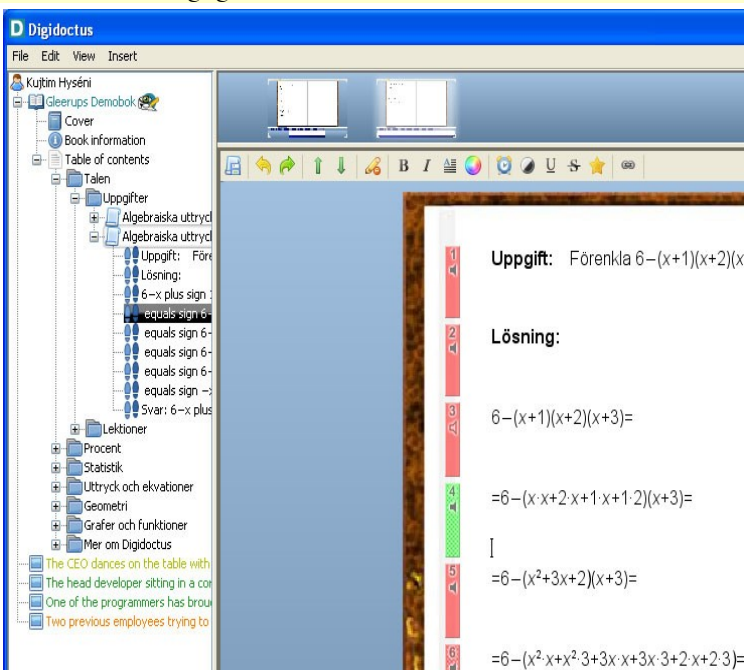 Digidoctus
File Edit View Insert
Kujtim Hyséni
Gleerups Demobok
Cover
Book information
Table of contents
Talen
Uppgifter
Algebraiska uttryc
Algebraiska uttryc
Uppgift: Före
Lösning:
6−x plus sign
equals sign 6-
equals sign 6-
equals sign 6-
equals sign 6-
equals sign −>
Svar: 6−x plus
Lektioner
Procent
Statistik
Uttryck och ekvationer
Geometri
Grafer och funktioner
Mer om Digidoctus
The CEO dances on the table with
The head developer sitting in a cor
One of the programmers has brou
Two previous employees trying to
B I U S
1
Uppgift: Förenkla 6−(x+1)(x+2)(x
2
Lösning:
3
6−(x+1)(x+2)(x+3)=
4
=6−(x·x+2·x+1·x+1·2)(x+3)=
5
=6−(x²+3x+2)(x+3)=
6
=6−(x²·x+x²·3+3x·x+3x·3+2·x+2·3)=